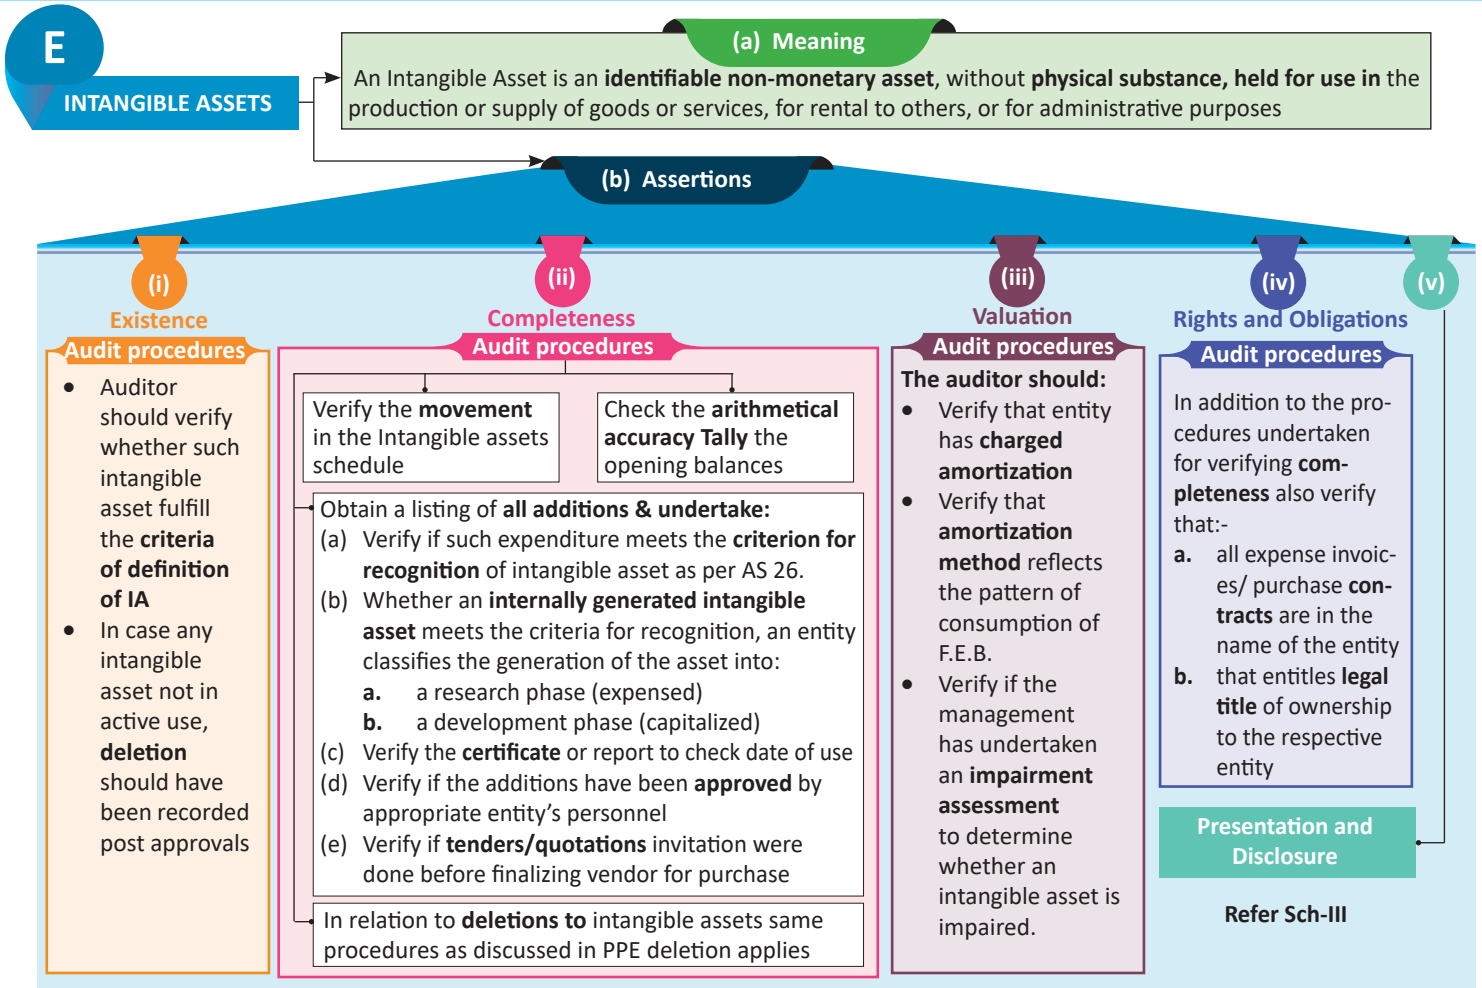 E
INTANGIBLE ASSETS
(a) Meaning
An Intangible Asset is an identifiable non-monetary asset, without physical substance, held for use in the
production or supply of goods or services, for rental to others, or for administrative purposes
(b) Assertions
(i)
Existence
Audit procedures
• Auditor
should verify
whether such
intangible
asset fulfill
the criteria
of definition
of IA
• In case any
intangible
asset not in
active use,
deletion
should have
been recorded
post approvals
(ii)
Completeness
Audit procedures
Verify the movement
in the Intangible assets
schedule
Check the arithmetical
accuracy Tally the
opening balances
Obtain a listing of all additions & undertake:
(a) Verify if such expenditure meets the criterion for
recognition of intangible asset as per AS 26.
(b) Whether an internally generated intangible
asset meets the criteria for recognition, an entity
classifies the generation of the asset into:
a. a research phase (expensed)
b. a development phase (capitalized)
(c) Verify the certificate or report to check date of use
(d) Verify if the additions have been approved by
appropriate entity's personnel
(e) Verify if tenders/quotations invitation were
done before finalizing vendor for purchase
In relation to deletions to intangible assets same
procedures as discussed in PPE deletion applies
(iii)
Valuation
Audit procedures
The auditor should:
• Verify that entity
has charged
amortization
• Verify that
amortization
method reflects
the pattern of
consumption of
F.E.B.
• Verify if the
management
has undertaken
an impairment
assessment
to determine
whether an
intangible asset is
impaired.
(iv)
Rights and Obligations
Audit procedures
In addition to the pro-
cedures undertaken
for verifying com-
pleteness also verify
that:-
a. all expense invoic-
es/ purchase con-
tracts are in the
name of the entity
b. that entitles legal
title of ownership
to the respective
entity
(v)
Presentation and
Disclosure
Refer Sch-III